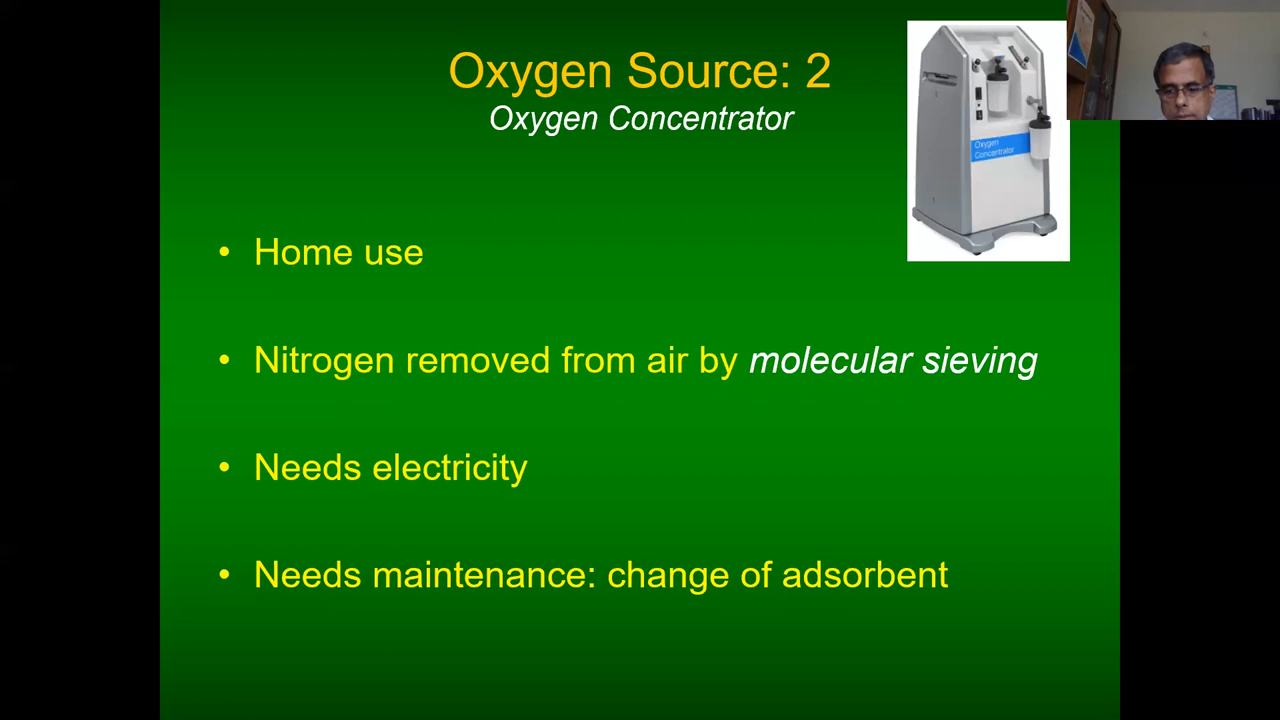 Oxygen Source: 2
Oxygen Concentrator
Oxygen
Concentrator
• Home use
• Nitrogen removed from air by molecular sieving
• Needs electricity
• Needs maintenance: change of adsorbent